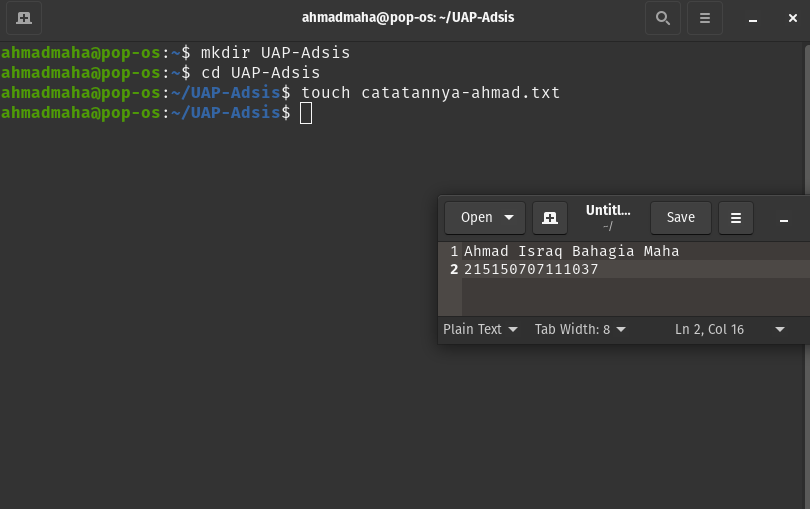 ahmadmaha@pop-os: ~/UAP-Adsis
ahmadmaha@pop-os:~$ mkdir UAP-Adsis
ahmadmaha@pop-os:~$ cd UAP-Adsis
ahmadmaha@pop-os:~/UAP-Adsis$ touch catatannya-ahmad.txt
ahmadmaha@pop-os:~/UAP-Adsis$
Open Untitl... Save
~/
1 Ahmad Israq Bahagia Maha
2 215150707111037
Plain Text Tab Width: 8 Ln 2, Col 16